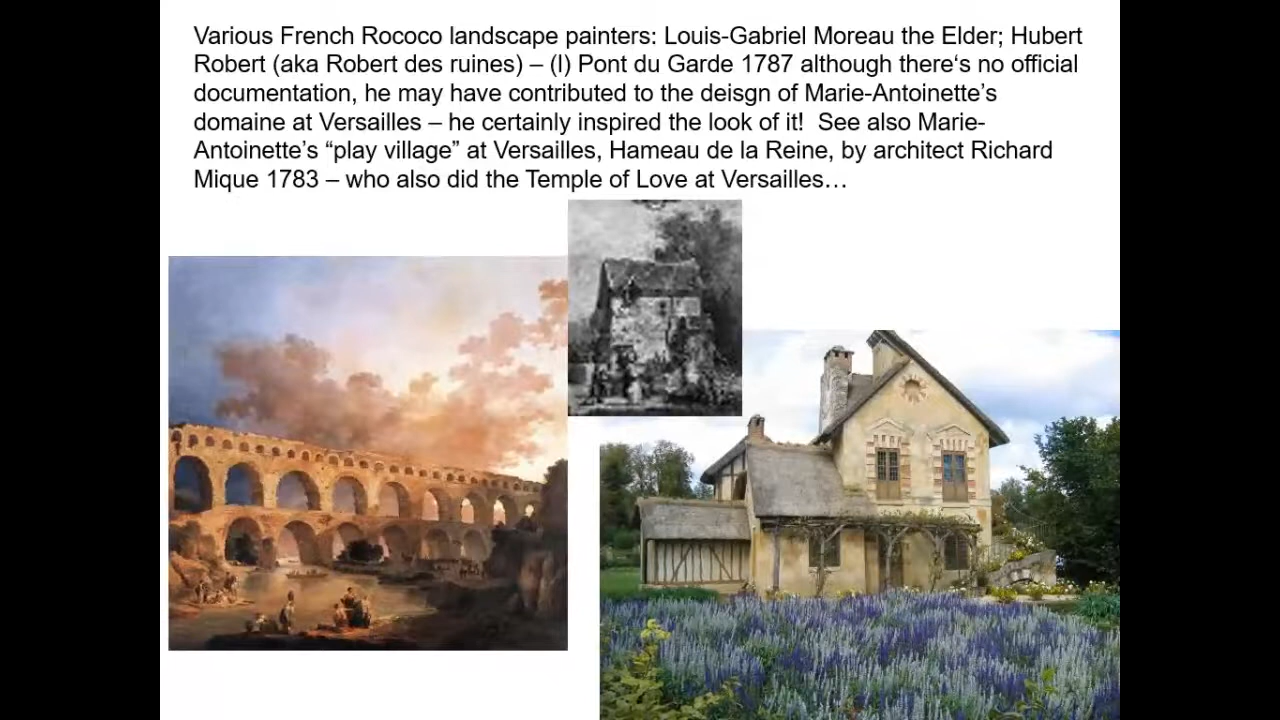 Various French Rococo landscape painters: Louis-Gabriel Moreau the Elder; Hubert
Robert (aka Robert des ruines) – (l) Pont du Garde 1787 although there‘s no official
documentation, he may have contributed to the deisgn of Marie-Antoinette’s
domaine at Versailles – he certainly inspired the look of it!  See also Marie-
Antoinette’s “play village” at Versailles, Hameau de la Reine, by architect Richard
Mique 1783 – who also did the Temple of Love at Versailles…